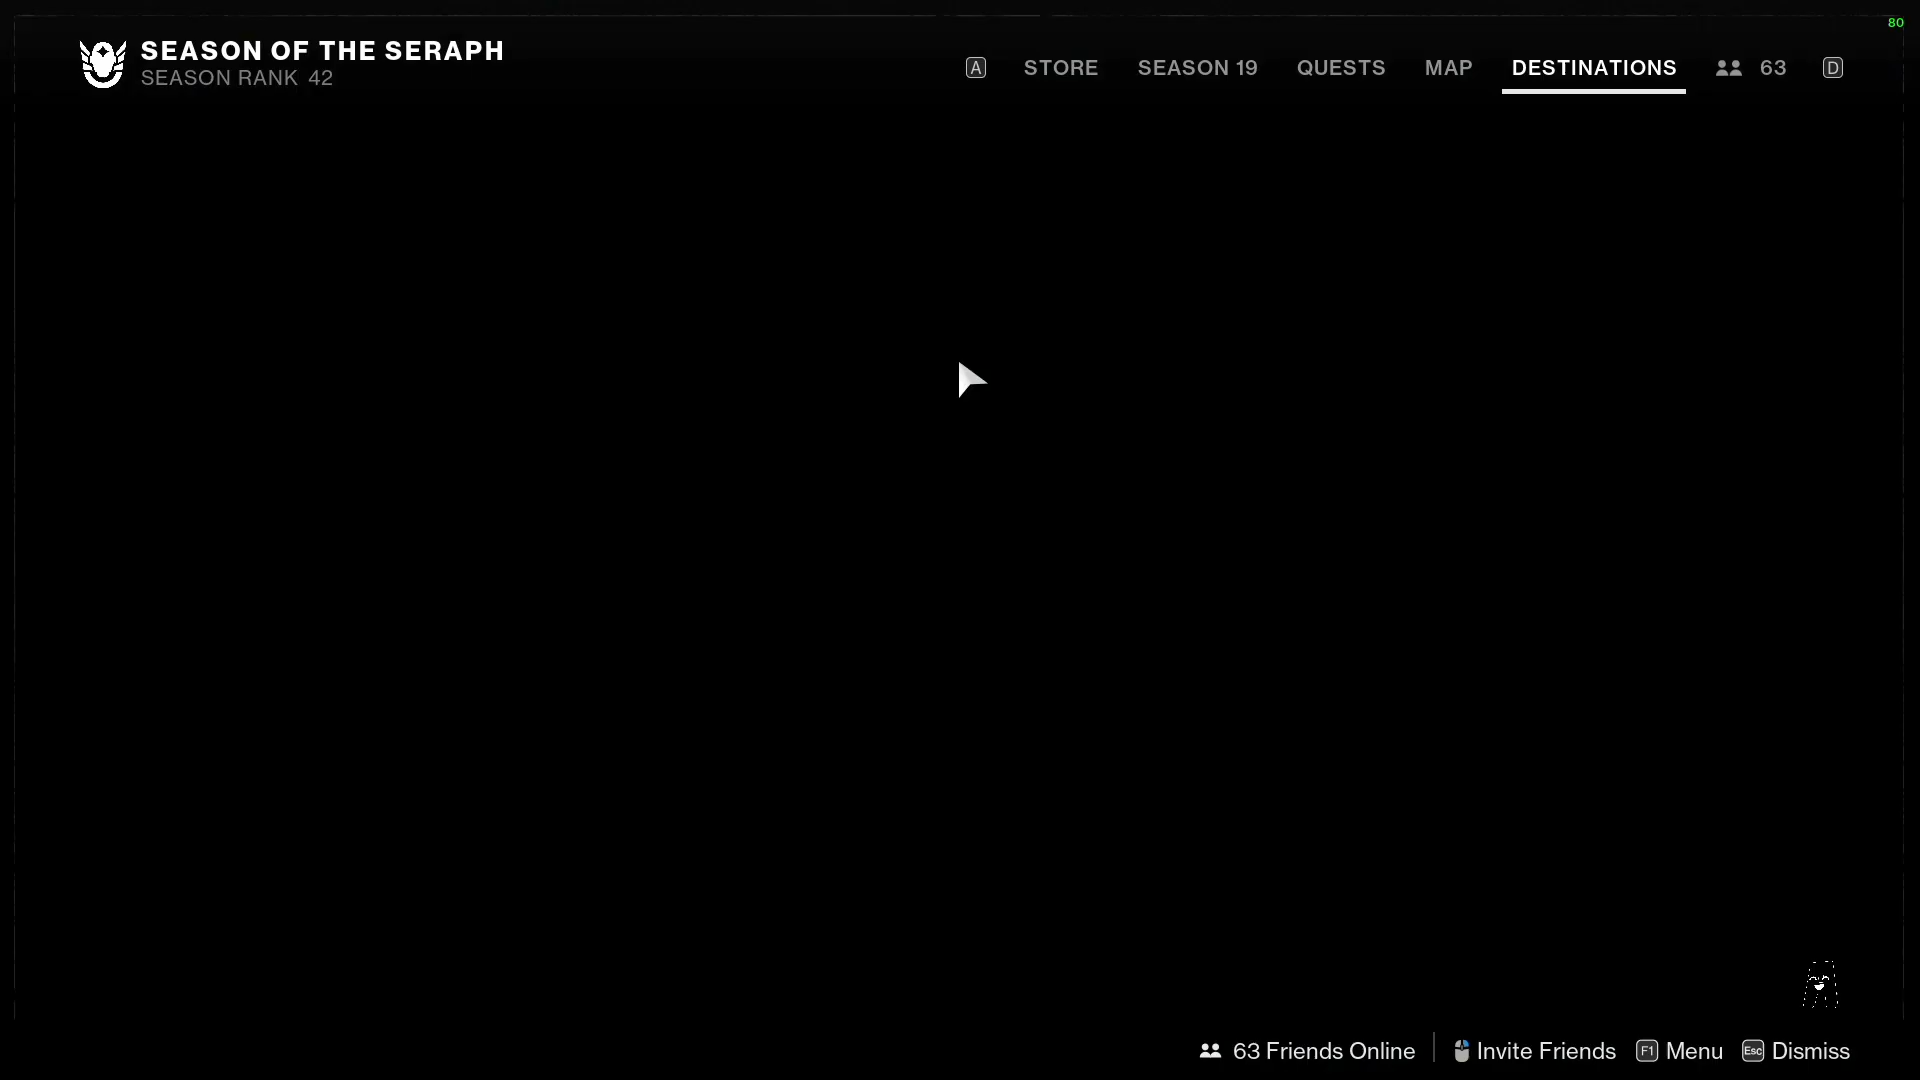 80
SEASON OF THE SERAPH
SEASON RANK 42
A STORE SEASON 19 QUESTS MAP DESTINATIONS 63 D
63 Friends Online Invite Friends F1 Menu Esc Dismiss